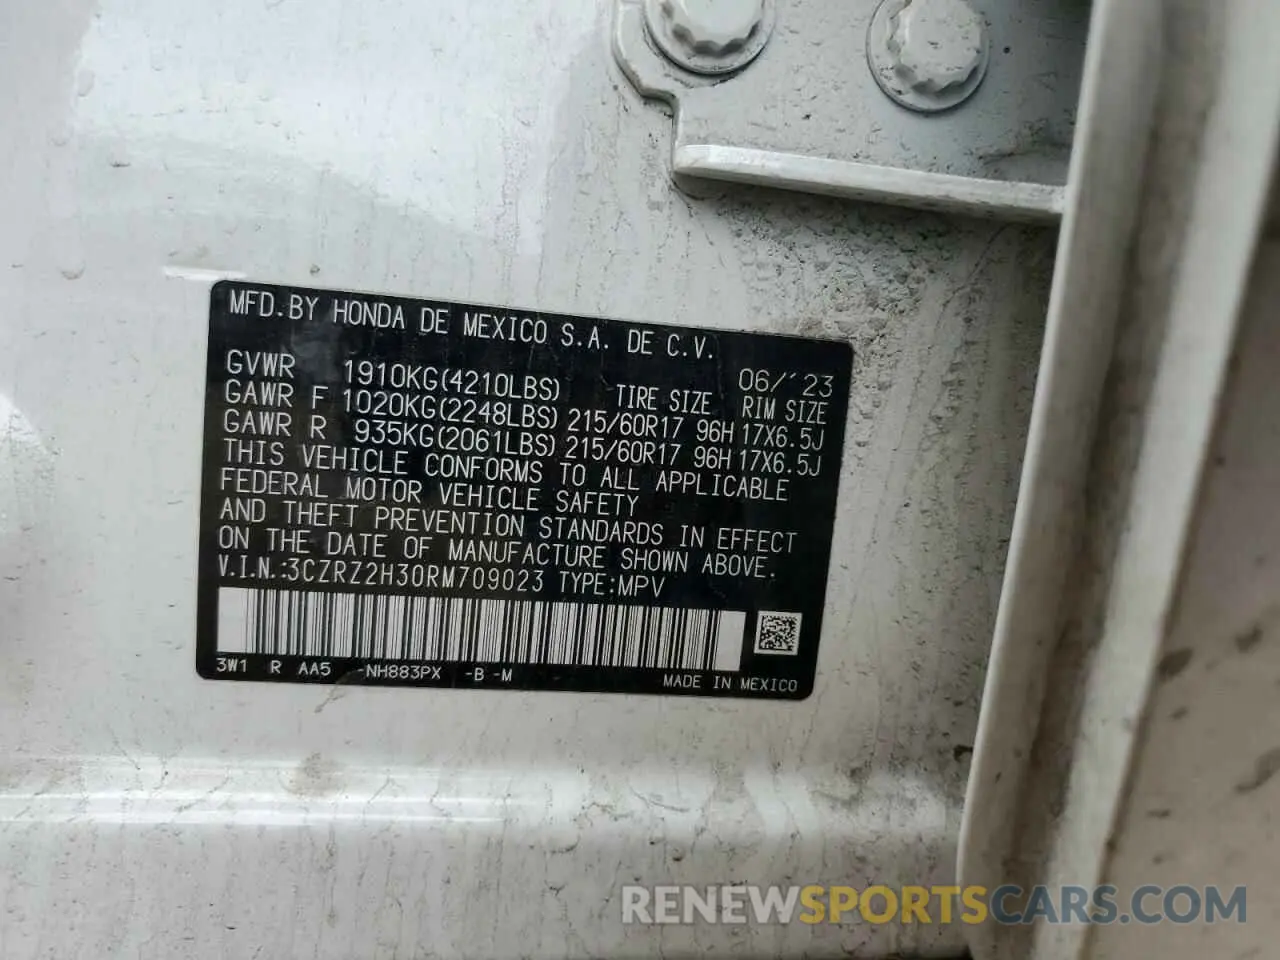 MFD.BY HONDA DE MEXICO S.A. DE C.V.
06/'23
GVWR 1910KG(4210LBS) TIRE SIZE RIM SIZE
GAWR F 1020KG(2248LBS) 215/60R17 96H 17X6.5J
GAWR R 935KG(2061LBS) 215/60R17 96H 17X6.5J
THIS VEHICLE CONFORMS TO ALL APPLICABLE
FEDERAL MOTOR VEHICLE SAFETY
AND THEFT PREVENTION STANDARDS IN EFFECT
ON THE DATE OF MANUFACTURE SHOWN ABOVE.
V.I.N.:3CZRZ2H30RM709023 TYPE:MPV
3W1 R AA5 -NH883PX -B -M MADE IN MEXICO
RENEWSPORTSCARS.COM